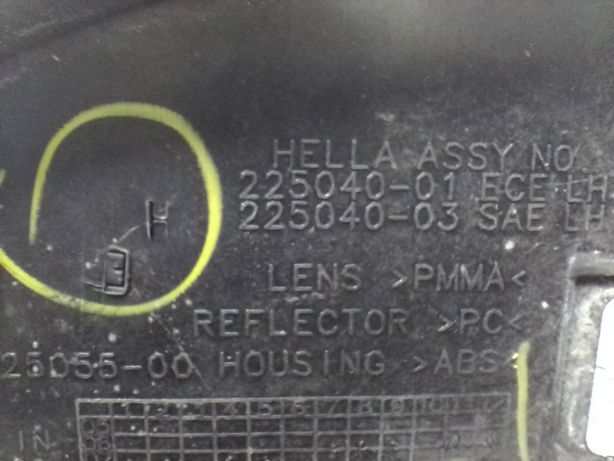 HELLA ASSY NO
225040-01 ECE LH
225040-03 SAE LH
H
E
LENS >PMMA<
REFLECTOR >PC<
25055-00 HOUSING >ABS<
1 2 3 4 5 6 7 8 9 10 11 12
IN